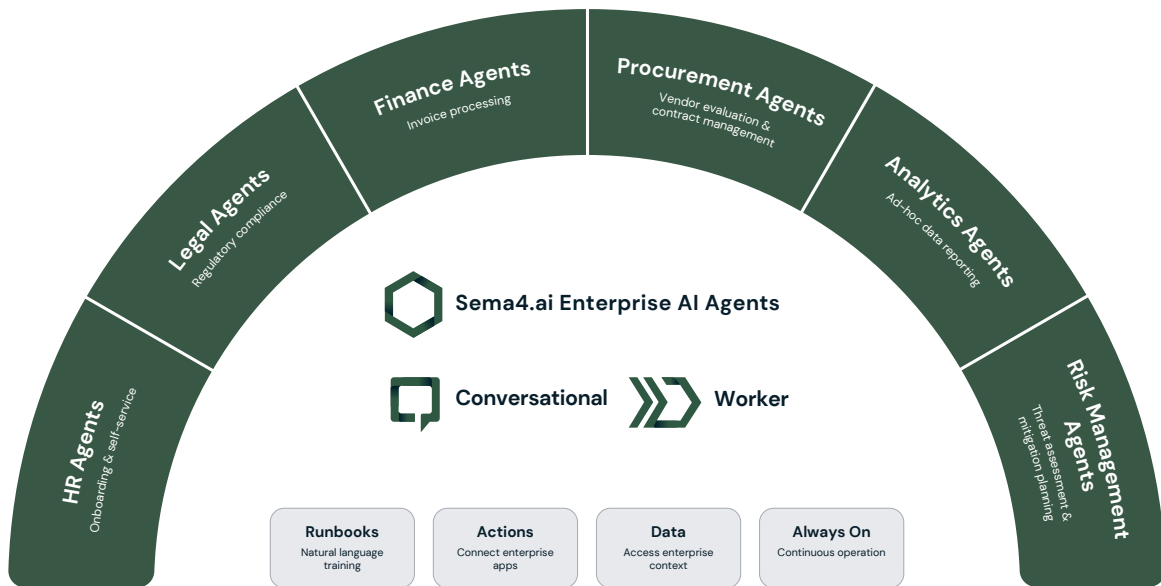 HR Agents
Onboarding & self-service
Legal Agents
Regulatory compliance
Finance Agents
Invoice processing
Procurement Agents
Vendor evaluation &
contract management
Analytics Agents
Ad-hoc data reporting
Risk Management
Agents
Threat assessment &
mitigation planning
Sema4.ai Enterprise AI Agents
Conversational
Worker
Runbooks
Natural language
training
Actions
Connect enterprise
apps
Data
Access enterprise
context
Always On
Continuous operation